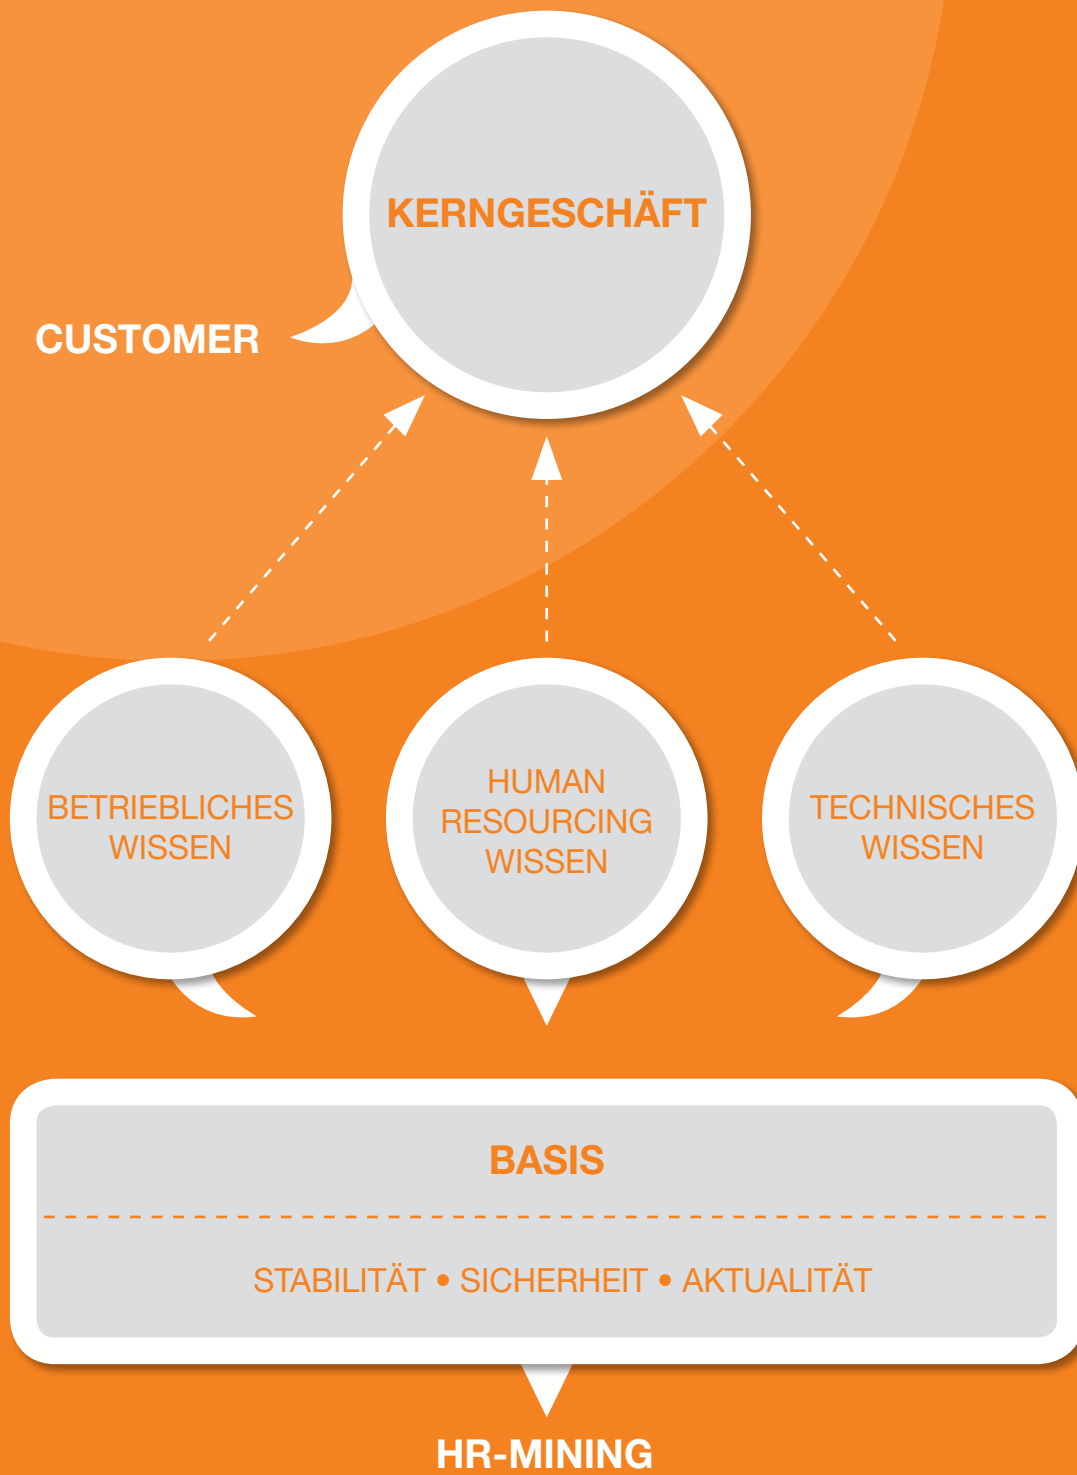 KERNGESCHÄFT
CUSTOMER
BETRIEBLICHES
WISSEN
HUMAN
RESOURCING
WISSEN
TECHNISCHES
WISSEN
BASIS
STABILITÄT • SICHERHEIT • AKTUALITÄT
HR-MINING